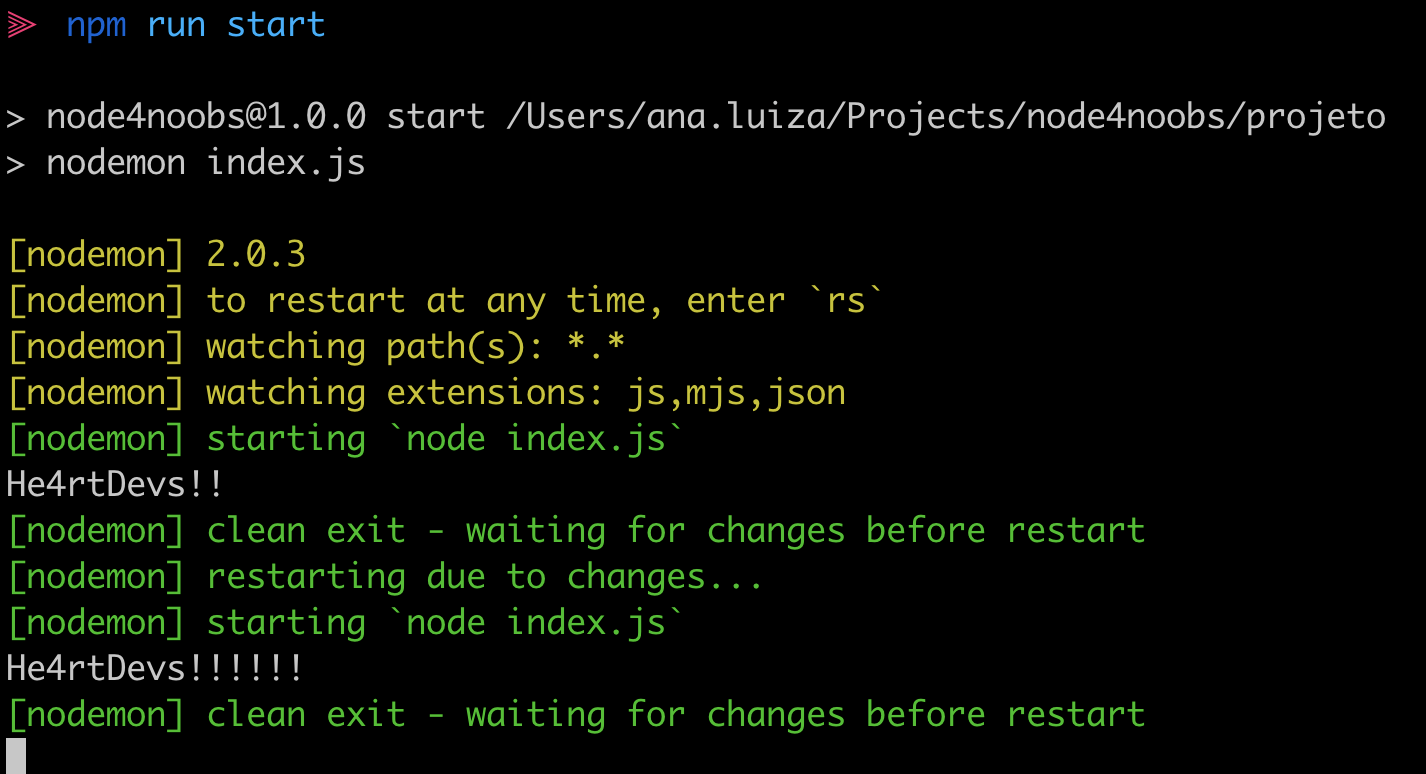 npm run start
> node4noobs@1.0.0 start /Users/ana.luiza/Projects/node4noobs/projeto
> nodemon index.js
[nodemon] 2.0.3
[nodemon] to restart at any time, enter `rs`
[nodemon] watching path(s): *.*
[nodemon] watching extensions: js,mjs,json
[nodemon] starting `node index.js`
He4rtDevs!!
[nodemon] clean exit - waiting for changes before restart
[nodemon] restarting due to changes...
[nodemon] starting `node index.js`
He4rtDevs!!!!!!
[nodemon] clean exit - waiting for changes before restart